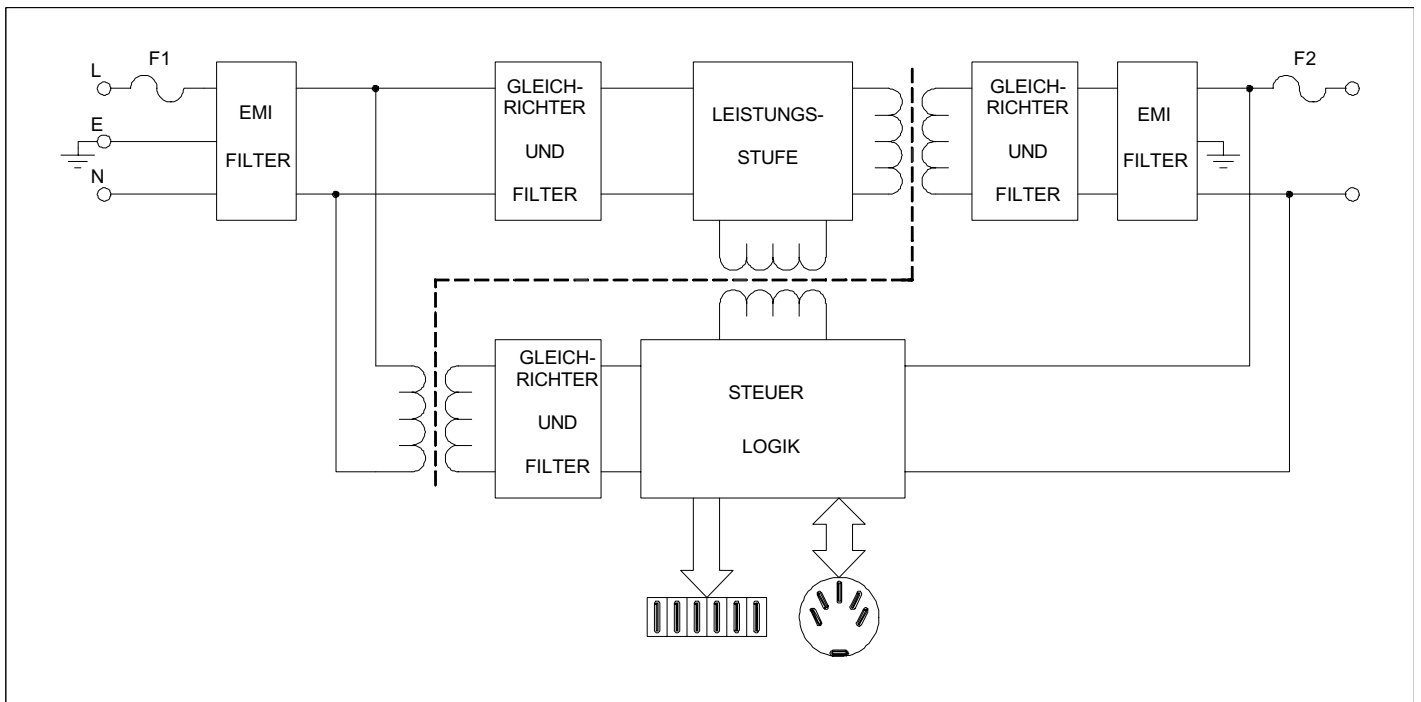 F1
L
E
N
EMI
FILTER
GLEICH-
RICHTER
UND
FILTER
LEISTUNGS-
STUFE
GLEICH-
RICHTER
UND
FILTER
EMI
FILTER
F2
GLEICH-
RICHTER
UND
FILTER
STEUER
LOGIK